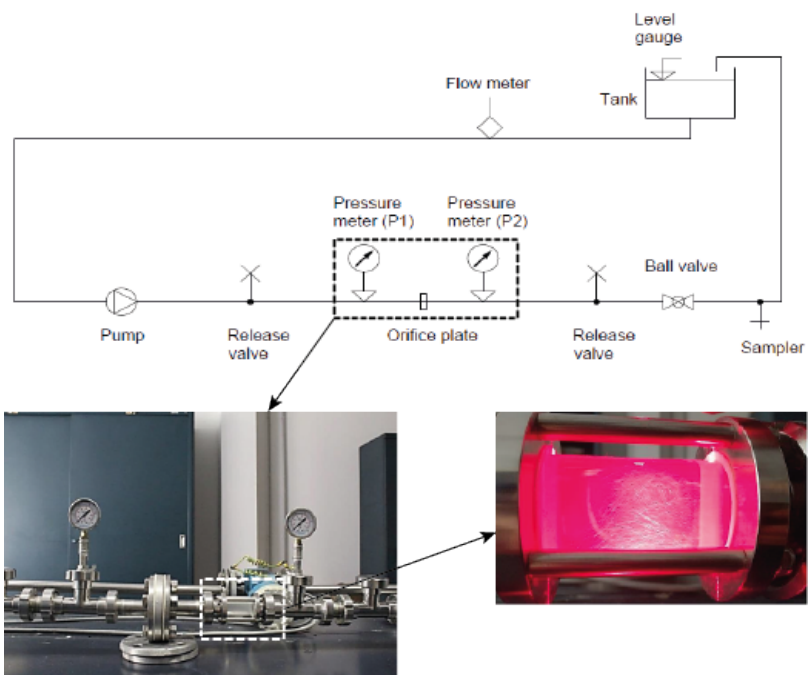 Level
gauge
Flow meter
Tank
Pressure
meter (P1)
Pressure
meter (P2)
Ball valve
Pump
Release
valve
Orifice plate
Release
valve
Sampler